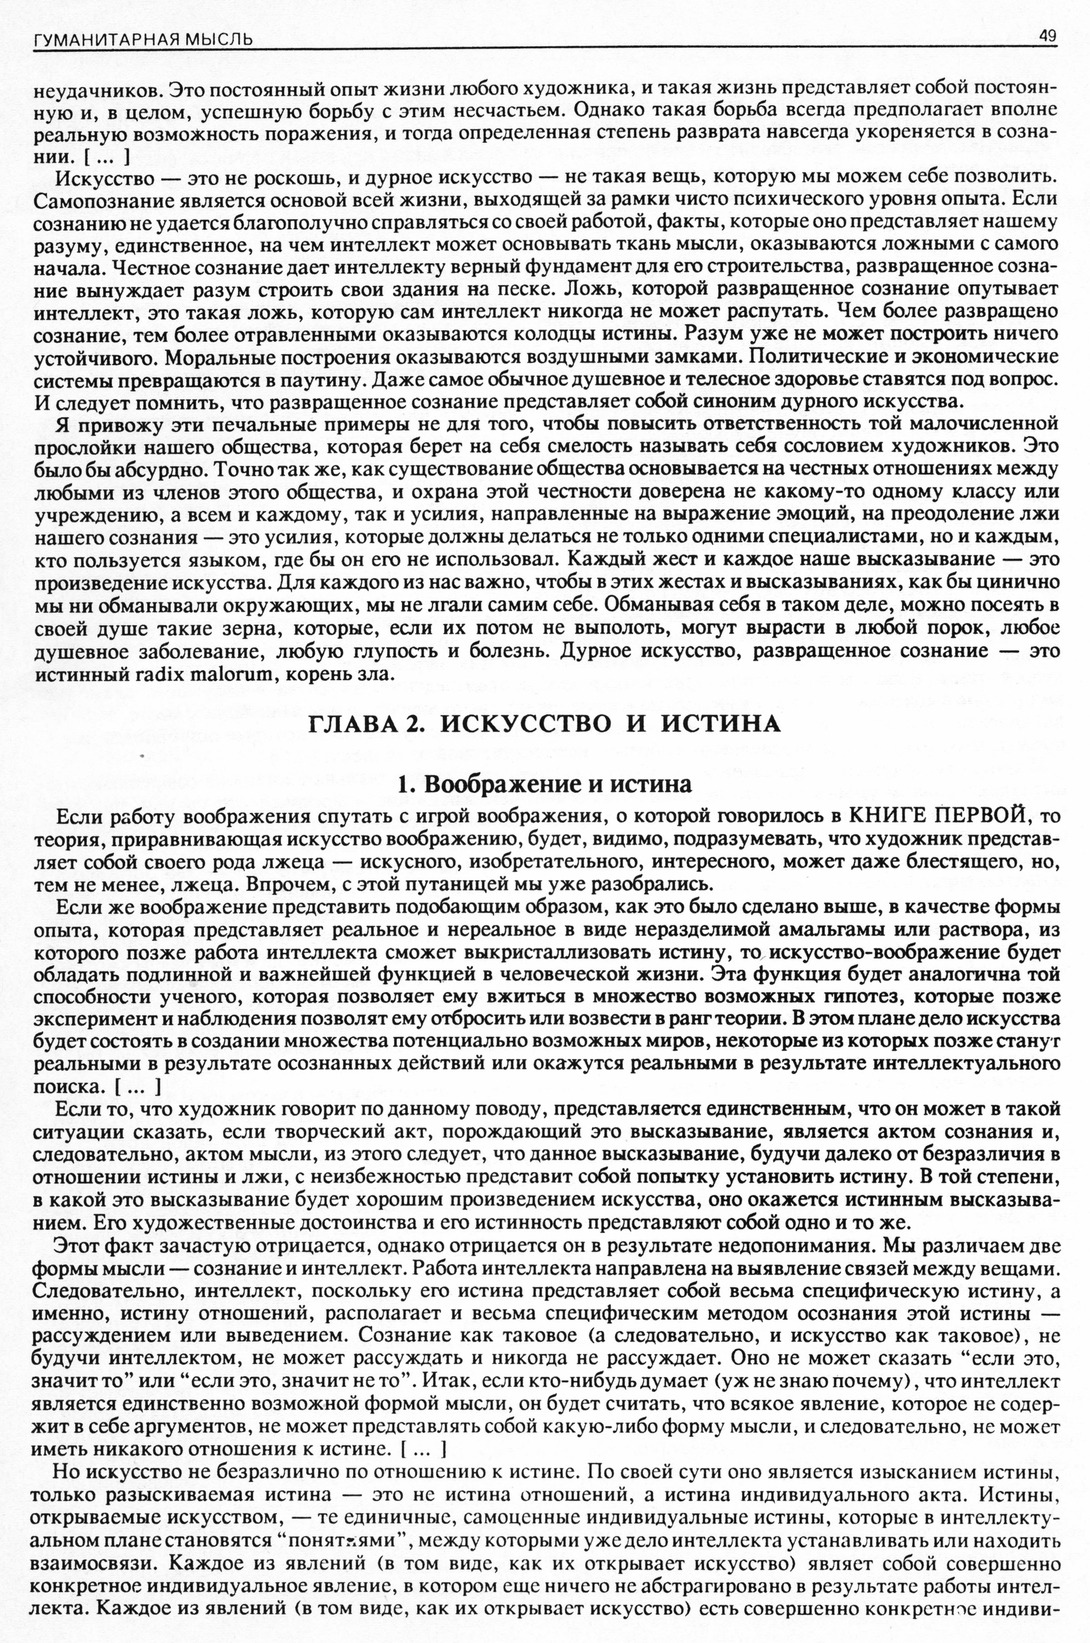 ГУМАНИТАРНАЯ МЫСЛЬ 49
неудачников. Это постоянный опыт жизни любого художника, и такая жизнь представляет собой постоян-
ную и, в целом, успешную борьбу с этим несчастьем. Однако такая борьба всегда предполагает вполне
реальную возможность поражения, и тогда определенная степень разврата навсегда укореняется в созна-
нии. [ ... ]
Искусство — это не роскошь, и дурное искусство — не такая вещь, которую мы можем себе позволить.
Самопознание является основой всей жизни, выходящей за рамки чисто психического уровня опыта. Если
сознанию не удается благополучно справляться со своей работой, факты, которые оно представляет нашему
разуму, единственное, на чем интеллект может основывать ткань мысли, оказываются ложными с самого
начала. Честное сознание дает интеллекту верный фундамент для его строительства, развращенное созна-
ние вынуждает разум строить свои здания на песке. Ложь, которой развращенное сознание опутывает
интеллект, это такая ложь, которую сам интеллект никогда не может распутать. Чем более развращено
сознание, тем более отравленными оказываются колодцы истины. Разум уже не может построить ничего
устойчивого. Моральные построения оказываются воздушными замками. Политические и экономические
системы превращаются в паутину. Даже самое обычное душевное и телесное здоровье ставятся под вопрос.
И следует помнить, что развращенное сознание представляет собой синоним дурного искусства.
Я привожу эти печальные примеры не для того, чтобы повысить ответственность той малочисленной
прослойки нашего общества, которая берет на себя смелость называть себя сословием художников. Это
было бы абсурдно. Точно так же, как существование общества основывается на честных отношениях между
любыми из членов этого общества, и охрана этой честности доверена не какому-то одному классу или
учреждению, а всем и каждому, так и усилия, направленные на выражение эмоций, на преодоление лжи
нашего сознания — это усилия, которые должны делаться не только одними специалистами, но и каждым,
кто пользуется языком, где бы он его не использовал. Каждый жест и каждое наше высказывание — это
произведение искусства. Для каждого из нас важно, чтобы в этих жестах и высказываниях, как бы цинично
мы ни обманывали окружающих, мы не лгали самим себе. Обманывая себя в таком деле, можно посеять в
своей душе такие зерна, которые, если их потом не выполоть, могут вырасти в любой порок, любое
душевное заболевание, любую глупость и болезнь. Дурное искусство, развращенное сознание — это
истинный radix malorum, корень зла.
ГЛАВА 2. ИСКУССТВО И ИСТИНА
1. Воображение и истина
Если работу воображения спутать с игрой воображения, о которой говорилось в КНИГЕ ПЕРВОЙ, то
теория, приравнивающая искусство воображению, будет, видимо, подразумевать, что художник представ-
ляет собой своего рода лжеца — искусного, изобретательного, интересного, может даже блестящего, но,
тем не менее, лжеца. Впрочем, с этой путаницей мы уже разобрались.
Если же воображение представить подобающим образом, как это было сделано выше, в качестве формы
опыта, которая представляет реальное и нереальное в виде неразделимой амальгамы или раствора, из
которого позже работа интеллекта сможет выкристаллизовать истину, то искусство-воображение будет
обладать подлинной и важнейшей функцией в человеческой жизни. Эта функция будет аналогична той
способности ученого, которая позволяет ему вжиться в множество возможных гипотез, которые позже
эксперимент и наблюдения позволят ему отбросить или возвести в ранг теории. В этом плане дело искусства
будет состоять в создании множества потенциально возможных миров, некоторые из которых позже станут
реальными в результате осознанных действий или окажутся реальными в результате интеллектуального
поиска. [ ... ]
Если то, что художник говорит по данному поводу, представляется единственным, что он может в такой
ситуации сказать, если творческий акт, порождающий это высказывание, является актом сознания и,
следовательно, актом мысли, из этого следует, что данное высказывание, будучи далеко от безразличия в
отношении истины и лжи, с неизбежностью представит собой попытку установить истину. В той степени,
в какой это высказывание будет хорошим произведением искусства, оно окажется истинным высказыва-
нием. Его художественные достоинства и его истинность представляют собой одно и то же.
Этот факт зачастую отрицается, однако отрицается он в результате недопонимания. Мы различаем две
формы мысли — сознание и интеллект. Работа интеллекта направлена на выявление связей между вещами.
Следовательно, интеллект, поскольку его истина представляет собой весьма специфическую истину, а
именно, истину отношений, располагает и весьма специфическим методом осознания этой истины —
рассуждением или выведением. Сознание как таковое (а следовательно, и искусство как таковое), не
будучи интеллектом, не может рассуждать и никогда не рассуждает. Оно не может сказать “если это,
значит то” или “если это, значит не то”. Итак, если кто-нибудь думает (уж не знаю почему), что интеллект
является единственно возможной формой мысли, он будет считать, что всякое явление, которое не содер-
жит в себе аргументов, не может представлять собой какую-либо форму мысли, и следовательно, не может
иметь никакого отношения к истине. [ ... ]
Но искусство не безразлично по отношению к истине. По своей сути оно является изысканием истины,
только разыскиваемая истина — это не истина отношений, а истина индивидуального акта. Истины,
открываемые искусством, — те единичные, самоценные индивидуальные истины, которые в интеллекту-
альном плане становятся “понятиями”, между которыми уже дело интеллекта устанавливать или находить
взаимосвязи. Каждое из явлений (в том виде, как их открывает искусство) являет собой совершенно
конкретное индивидуальное явление, в котором еще ничего не абстрагировано в результате работы интел-
лекта. Каждое из явлений (в том виде, как их открывает искусство) есть совершенно конкретное индиви-